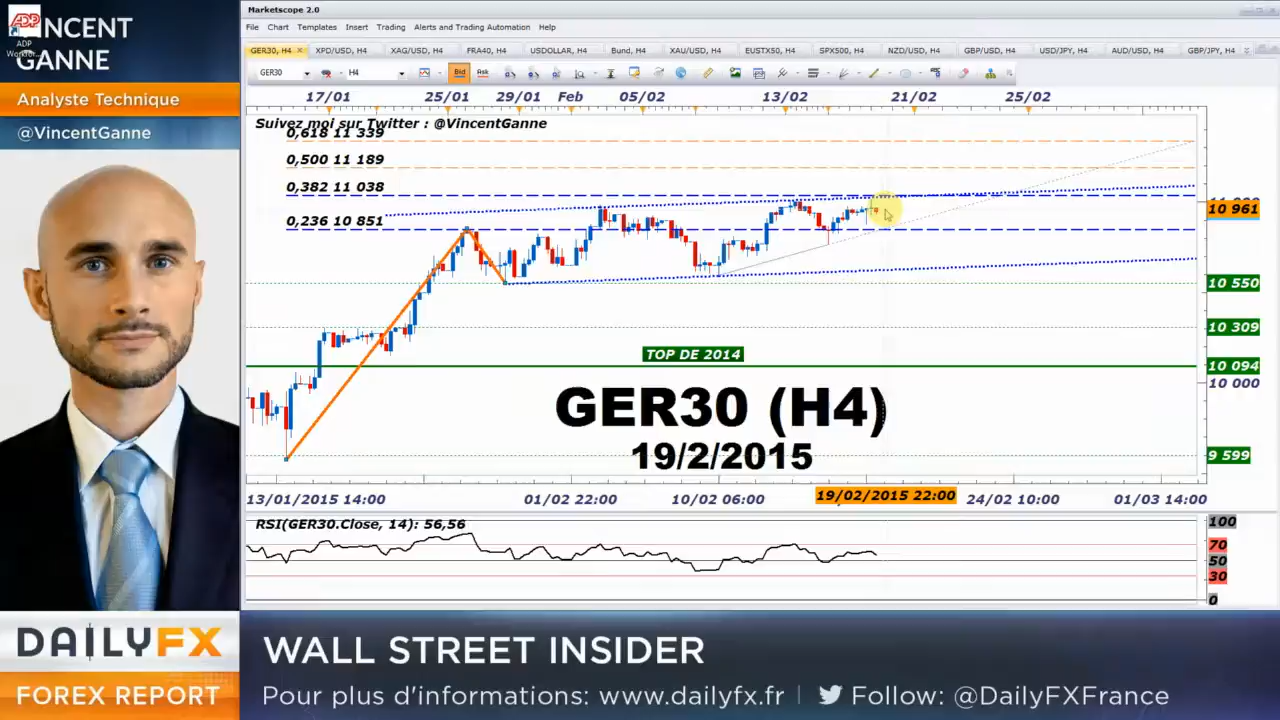 ADP
INCENT
GANNE
Analyste Technique
@VincentGanne
Marketscope 2.0
File Chart Templates Insert Trading Alerts and Trading Automation Help
GER30, H4 XPD/USD, H4 XAG/USD, H4 FRA40, H4 USDOLLAR, H4 Bund, H4 XAU/USD, H4 EUSTX50, H4 SPX500, H4 NZD/USD, H4 GBP/USD, H4 USD/JPY, H4 AUD/USD, H4 GBP/JPY, H4
GER30 H4 Bid Ask
17/01 25/01 29/01 Feb 05/02 13/02 21/02 25/02
Suivez moi sur Twitter : @VincentGanne
0,618 11 339
0,500 11 189
0,382 11 038
0,236 10 851
10 961
10 550
10 309
TOP DE 2014
10 094
10 000
GER30 (H4)
19/2/2015
9 599
13/01/2015 14:00 01/02 22:00 10/02 06:00 19/02/2015 22:00 24/02 10:00 01/03 14:00
RSI(GER30.Close, 14): 56,56
100
70
50
30
0
DAILYFX
FOREX REPORT
WALL STREET INSIDER
Pour plus d'informations: www.dailyfx.fr | Follow: @DailyFXFrance